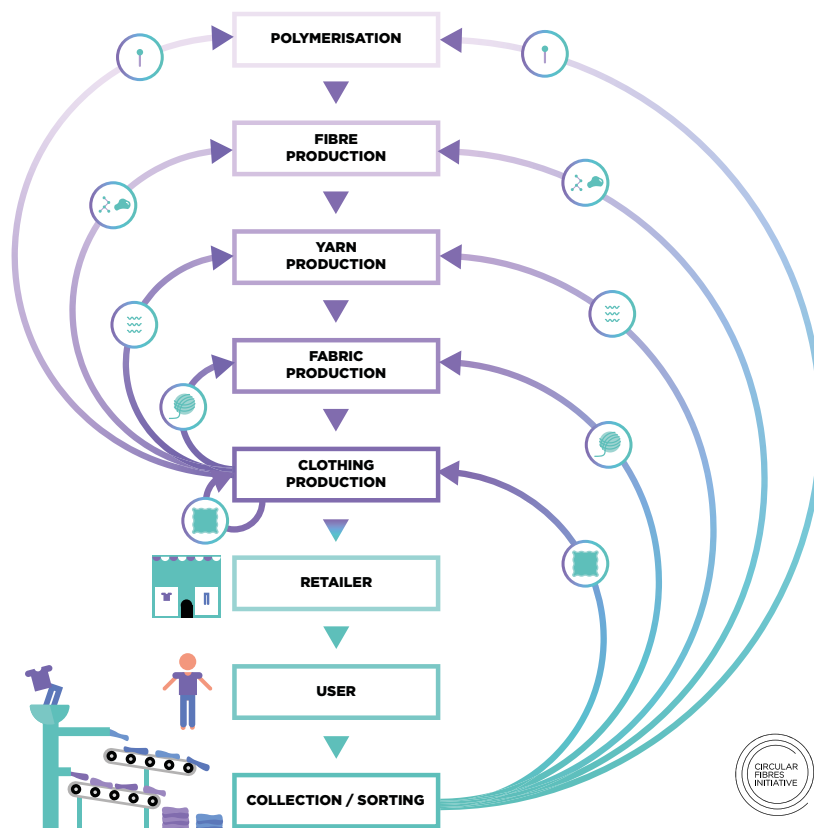 POLYMERISATION
FIBRE
PRODUCTION
YARN
PRODUCTION
FABRIC
PRODUCTION
CLOTHING
PRODUCTION
RETAILER
USER
COLLECTION / SORTING
CIRCULAR
FIBRES
INITIATIVE